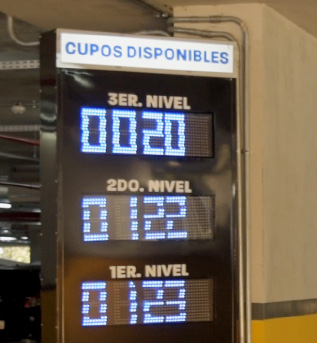 CUPOS DISPONIBLES
3ER. NIVEL
0020
2DO. NIVEL
0122
1ER. NIVEL
0123